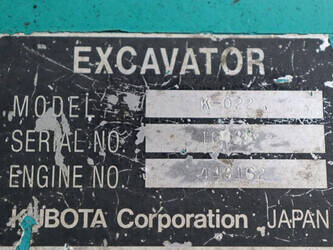 EXCAVATOR
MODEL K-022
SERIAL NO.
ENGINE NO.
KUBOTA Corporation JAPAN